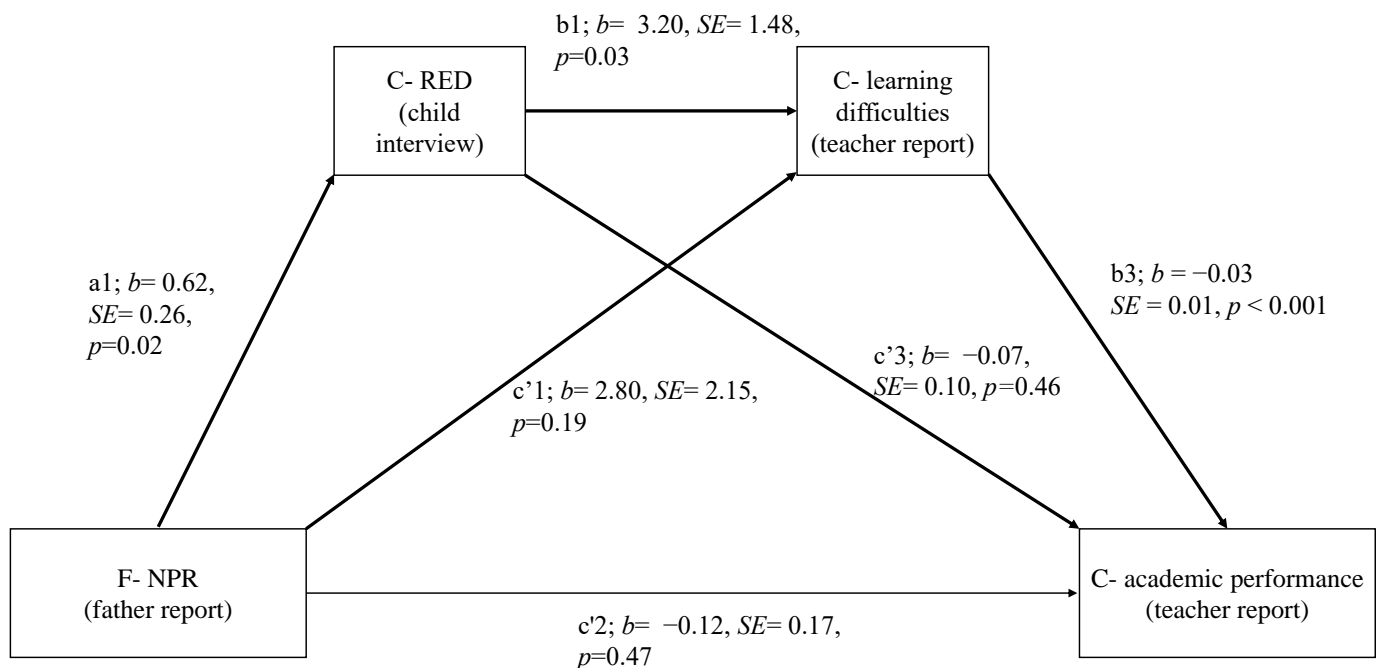 b1; b= 3.20, SE= 1.48,
p=0.03
C- RED
(child
interview)
C- learning
difficulties
(teacher report)
a1; b= 0.62,
SE= 0.26,
p=0.02
b3; b = −0.03
SE = 0.01, p < 0.001
c’3; b= −0.07,
SE= 0.10, p=0.46
c’1; b= 2.80, SE= 2.15,
p=0.19
F- NPR
(father report)
C- academic performance
(teacher report)
c'2; b= −0.12, SE= 0.17,
p=0.47